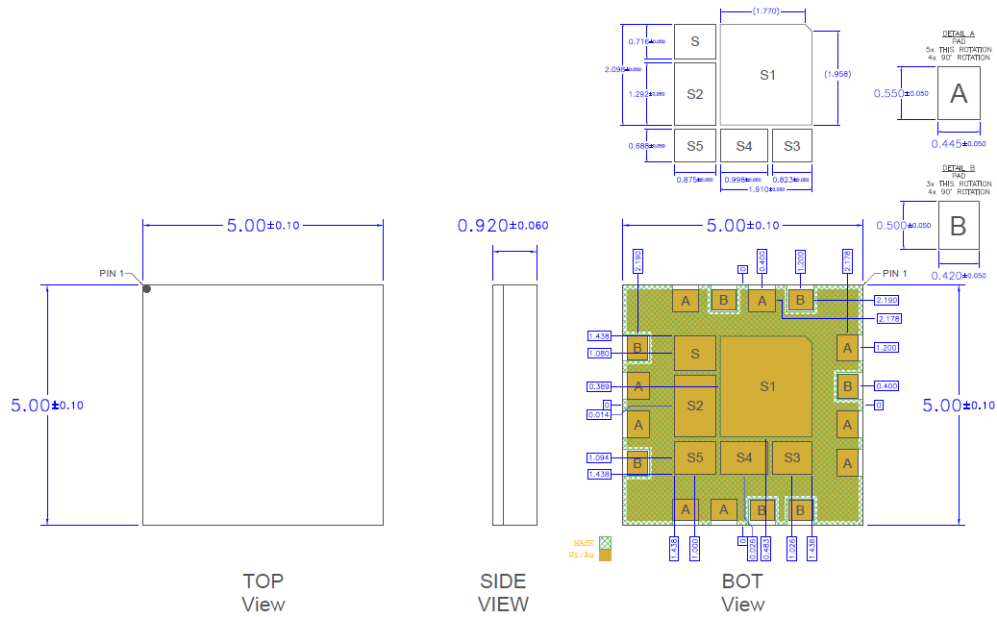 (1.770)
0.716±0.050
S
S1
2.098±0.050
1.292±0.050
S2
(1.958)
0.688±0.050
S5
S4
S3
0.875±0.050
0.998±0.050
0.823±0.050
1.910±0.050
DETAIL A
PAD
5x THIS ROTATION
4x 90° ROTATION
0.550±0.050
A
0.445±0.050
DETAIL B
PAD
3x THIS ROTATION
4x 90° ROTATION
0.500±0.050
B
0.420±0.050
5.00±0.10
0.920±0.060
5.00±0.10
PIN 1
PIN 1
2.190
0
0.400
1.200
2.178
A
B
A
B
2.190
2.178
1.438
1.080
0.369
0
0.014
1.094
1.438
B
A
A
B
S
S1
S2
S5
S4
S3
A
B
A
A
1.200
0.400
0
A
A
B
B
1.438
1.000
0
0.026
0.483
1.026
1.438
5.00±0.10
5.00±0.10
MASK
Ni/Au
TOP
View
SIDE
VIEW
BOT
View